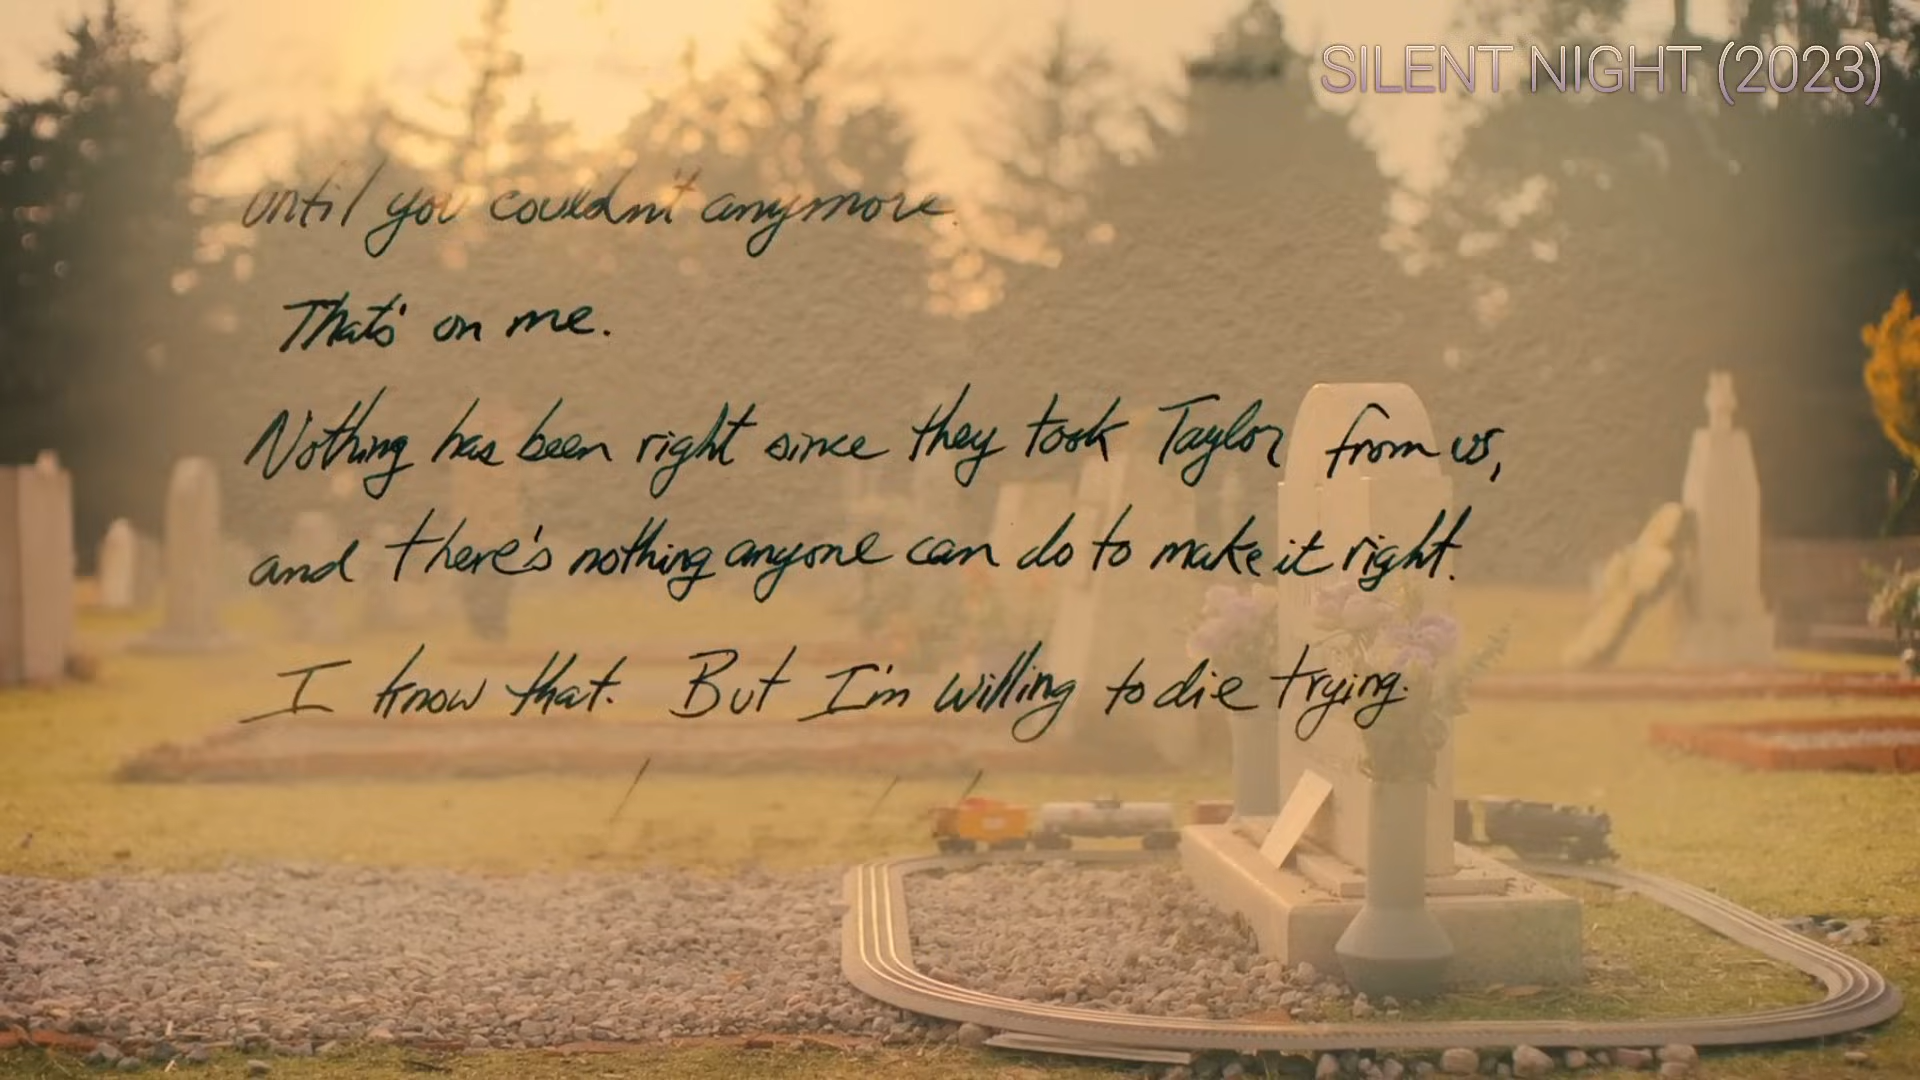 SILENT NIGHT (2023)
until you couldn't anymore.
That's on me.
Nothing has been right since they took Taylor from us,
and there's nothing anyone can do to make it right.
I know that. But I'm willing to die trying.